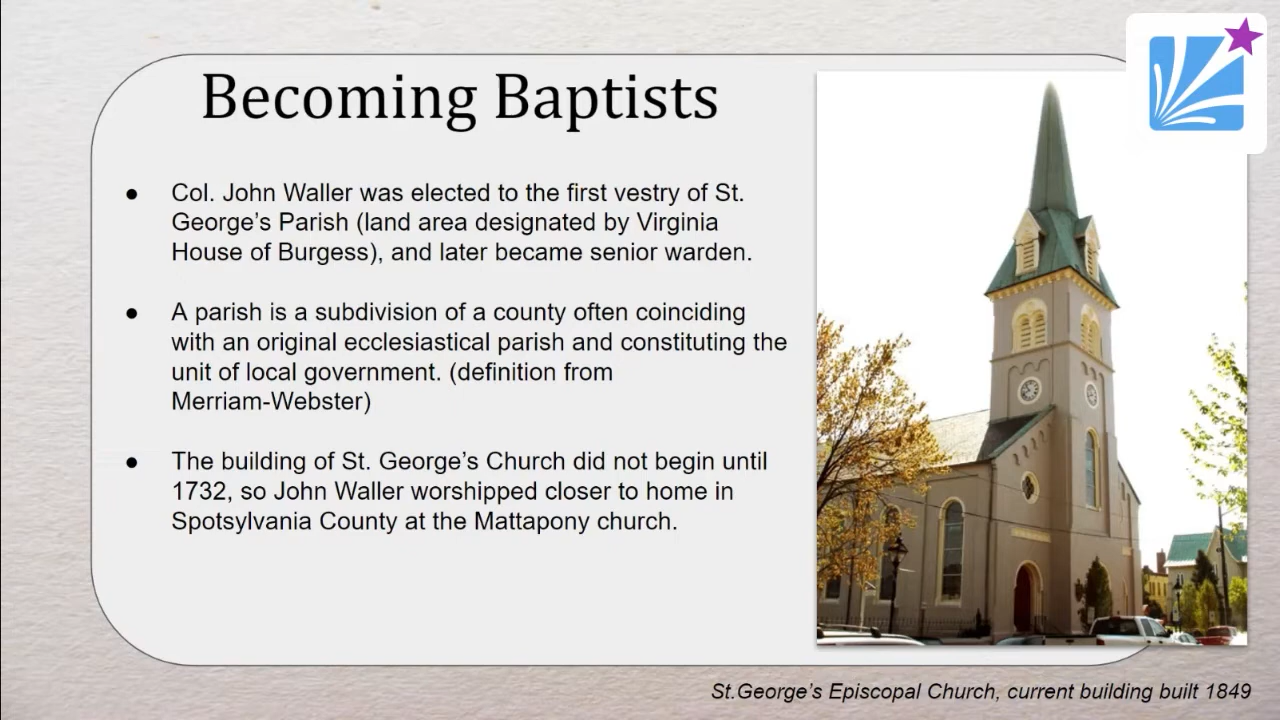 Becoming Baptists
● Col. John Waller was elected to the first vestry of St.
George’s Parish (land area designated by Virginia
House of Burgess), and later became senior warden.
● A parish is a subdivision of a county often coinciding
with an original ecclesiastical parish and constituting the
unit of local government. (definition from
Merriam-Webster)
● The building of St. George’s Church did not begin until
1732, so John Waller worshipped closer to home in
Spotsylvania County at the Mattapony church.
St.George’s Episcopal Church, current building built 1849